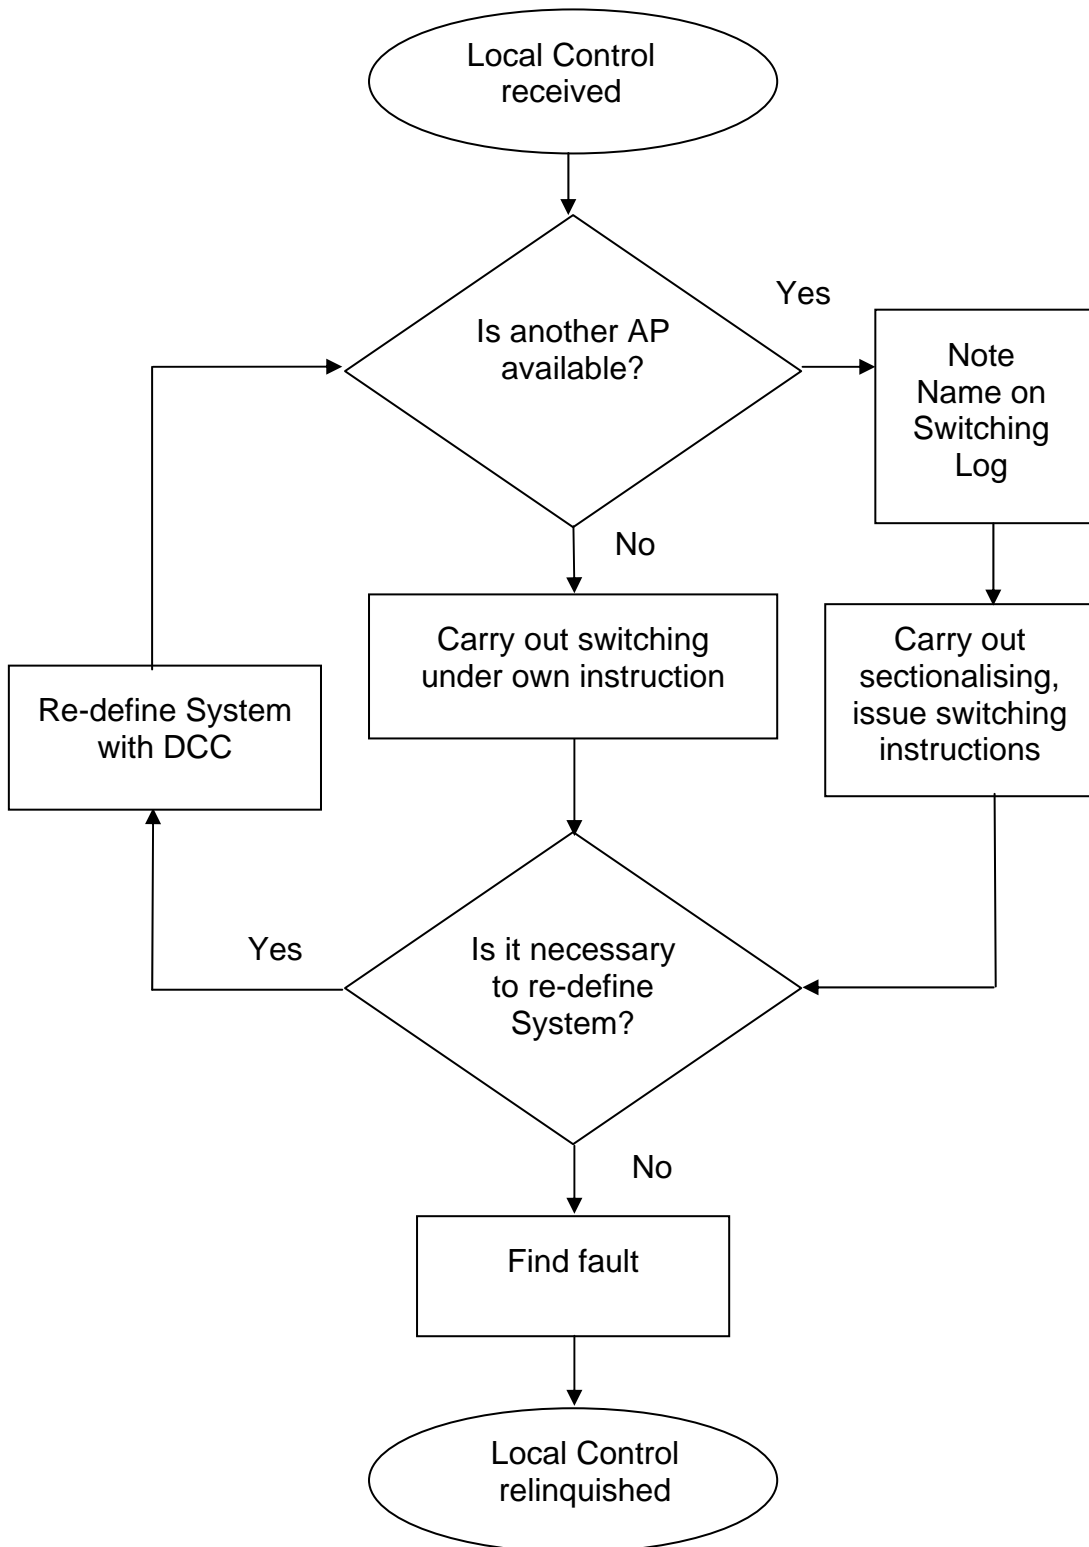 Local Control
received
Is another AP
available?
Yes
Note
Name on
Switching
Log
No
Carry out switching
under own instruction
Carry out
sectionalising,
issue switching
instructions
Re-define System
with DCC
Is it necessary
to re-define
System?
Yes
No
Find fault
Local Control
relinquished